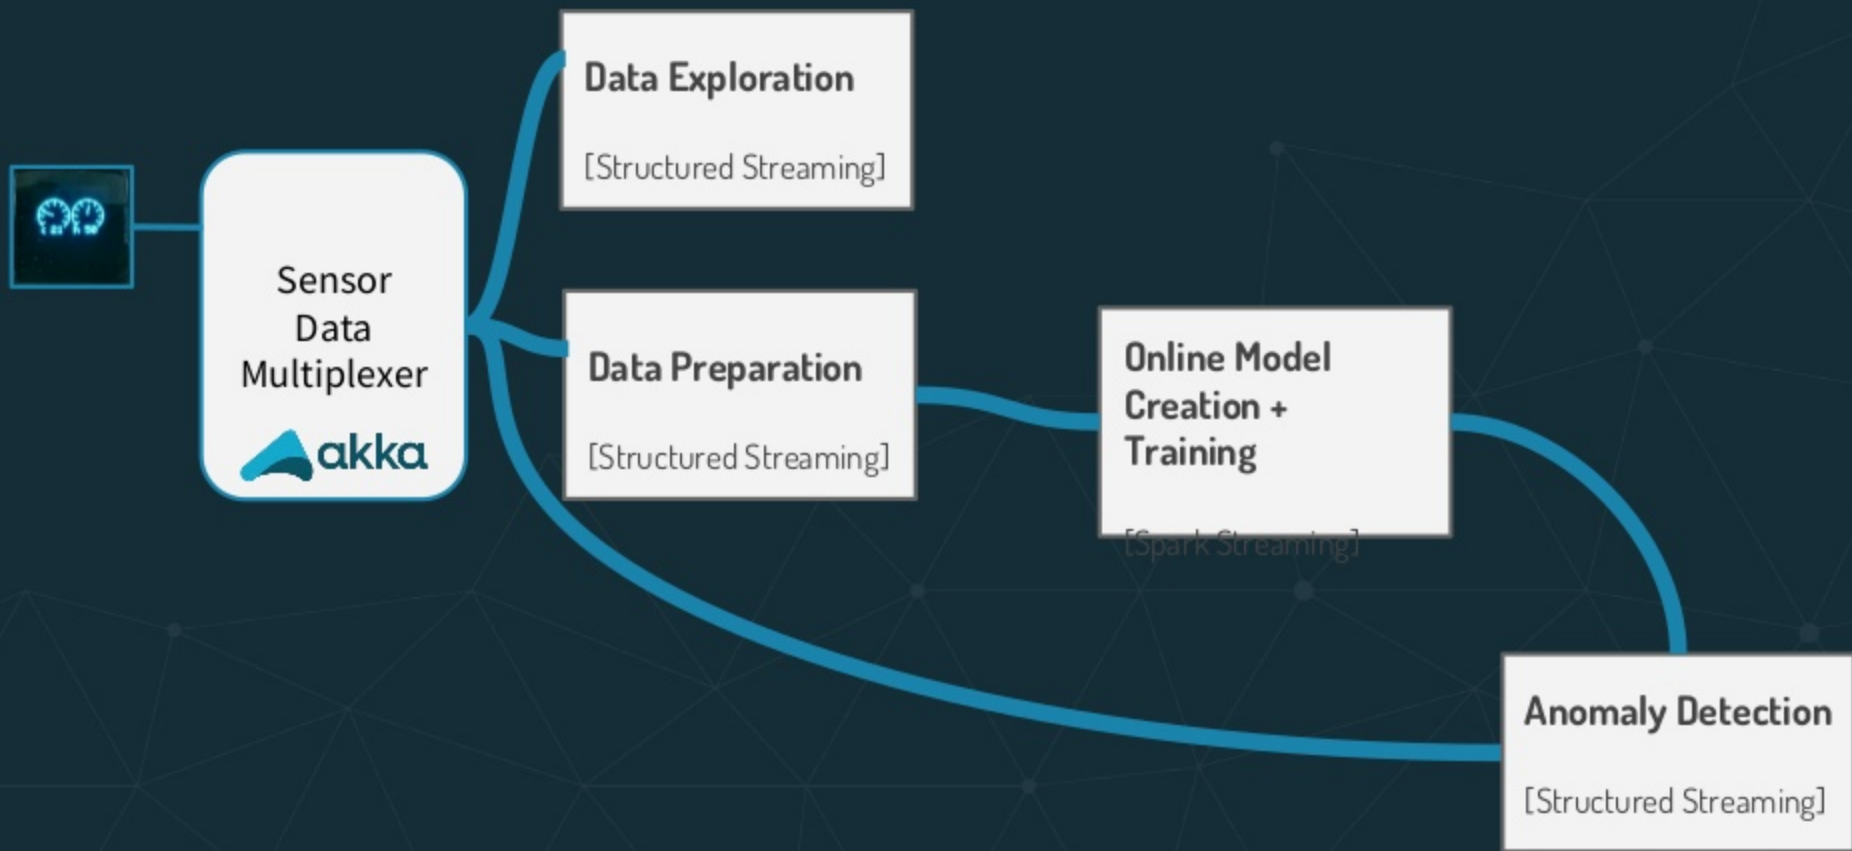 Sensor
Data
Multiplexer
akka
Data Exploration
[Structured Streaming]
Data Preparation
[Structured Streaming]
Online Model
Creation +
Training
[Spark Streaming]
Anomaly Detection
[Structured Streaming]